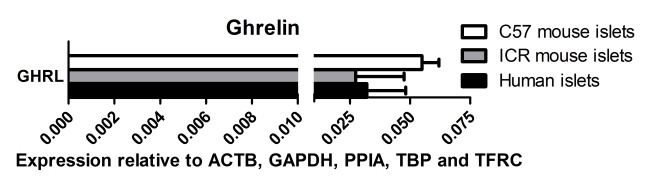 Ghrelin
C57 mouse islets
ICR mouse islets
Human islets
GHRL
0.000 0.002 0.004 0.006 0.008 0.010 0.025 0.050 0.075
Expression relative to ACTB, GAPDH, PPIA, TBP and TFRC